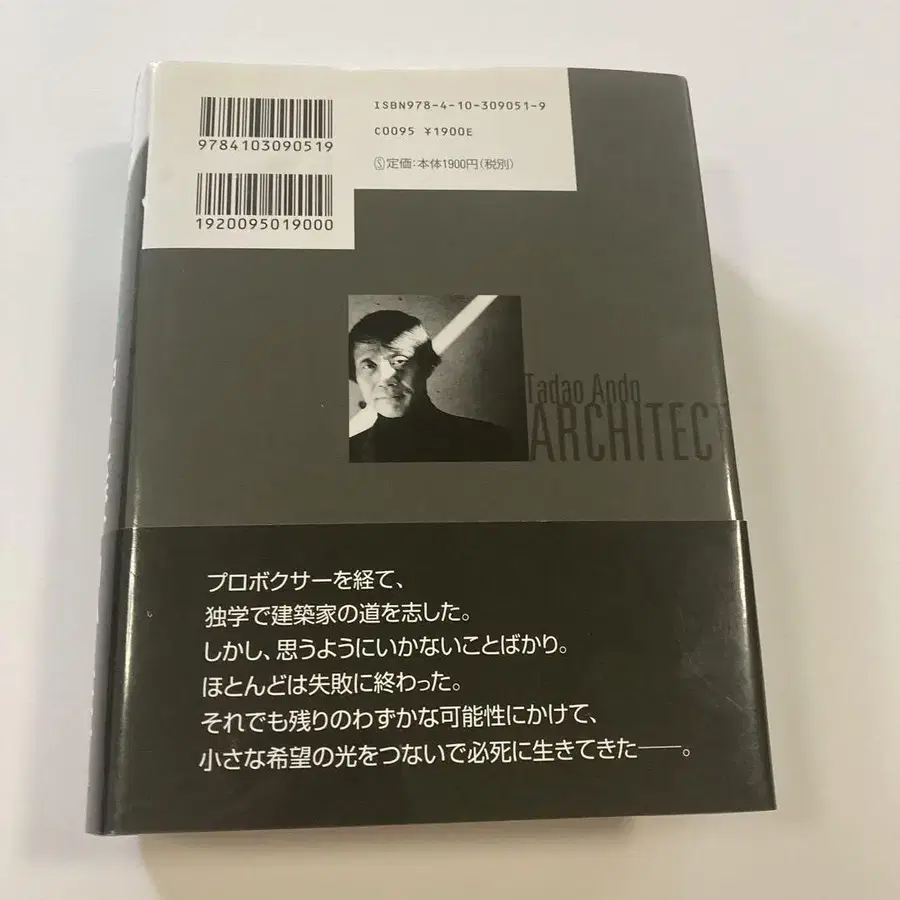 ISBN978-4-10-309051-9
C0095 ¥1900E
Ⓢ定価：本体1900円（税別）
9784103090519
1920095019000
Tadao Ando
ARCHITECT
プロボクサーを経て、
独学で建築家の道を志した。
しかし、思うようにいかないことばかり。
ほとんどは失敗に終わった。
それでも残りのわずかな可能性にかけて、
小さな希望の光をつないで必死に生きてきた──。